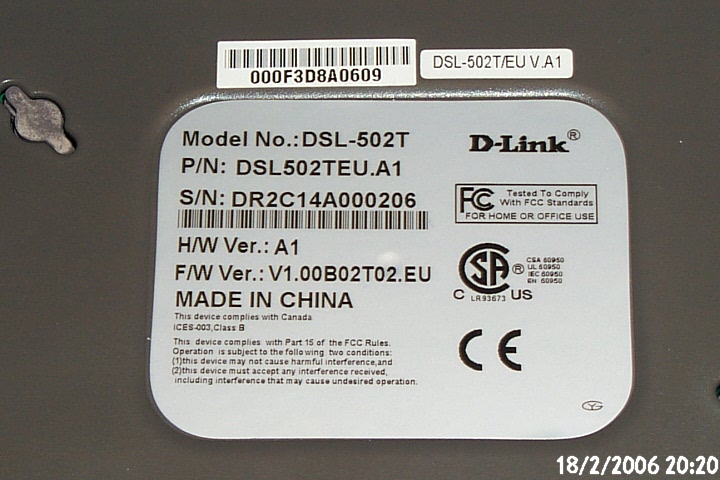 000F3D8A0609
DSL-502T/EU V.A1
Model No.:DSL-502T
D-Link®
P/N: DSL502TEU.A1
S/N: DR2C14A000206
FC Tested To Comply
With FCC Standards
FOR HOME OR OFFICE USE
H/W Ver.: A1
F/W Ver.: V1.00B02T02.EU
MADE IN CHINA
SA ®
CSA 60950
UL 60950
IEC 60950
EN 60950
C LR93673 US
This device complies with Canada
ICES-003,Class B
This device complies with Part 15 of the FCC Rules.
Operation is subject to the following two conditions:
(1)this device may not cause harmful interference,and
(2)this device must accept any interference received,
including interference that may cause undesired operation.
CE
18/2/2006 20:20